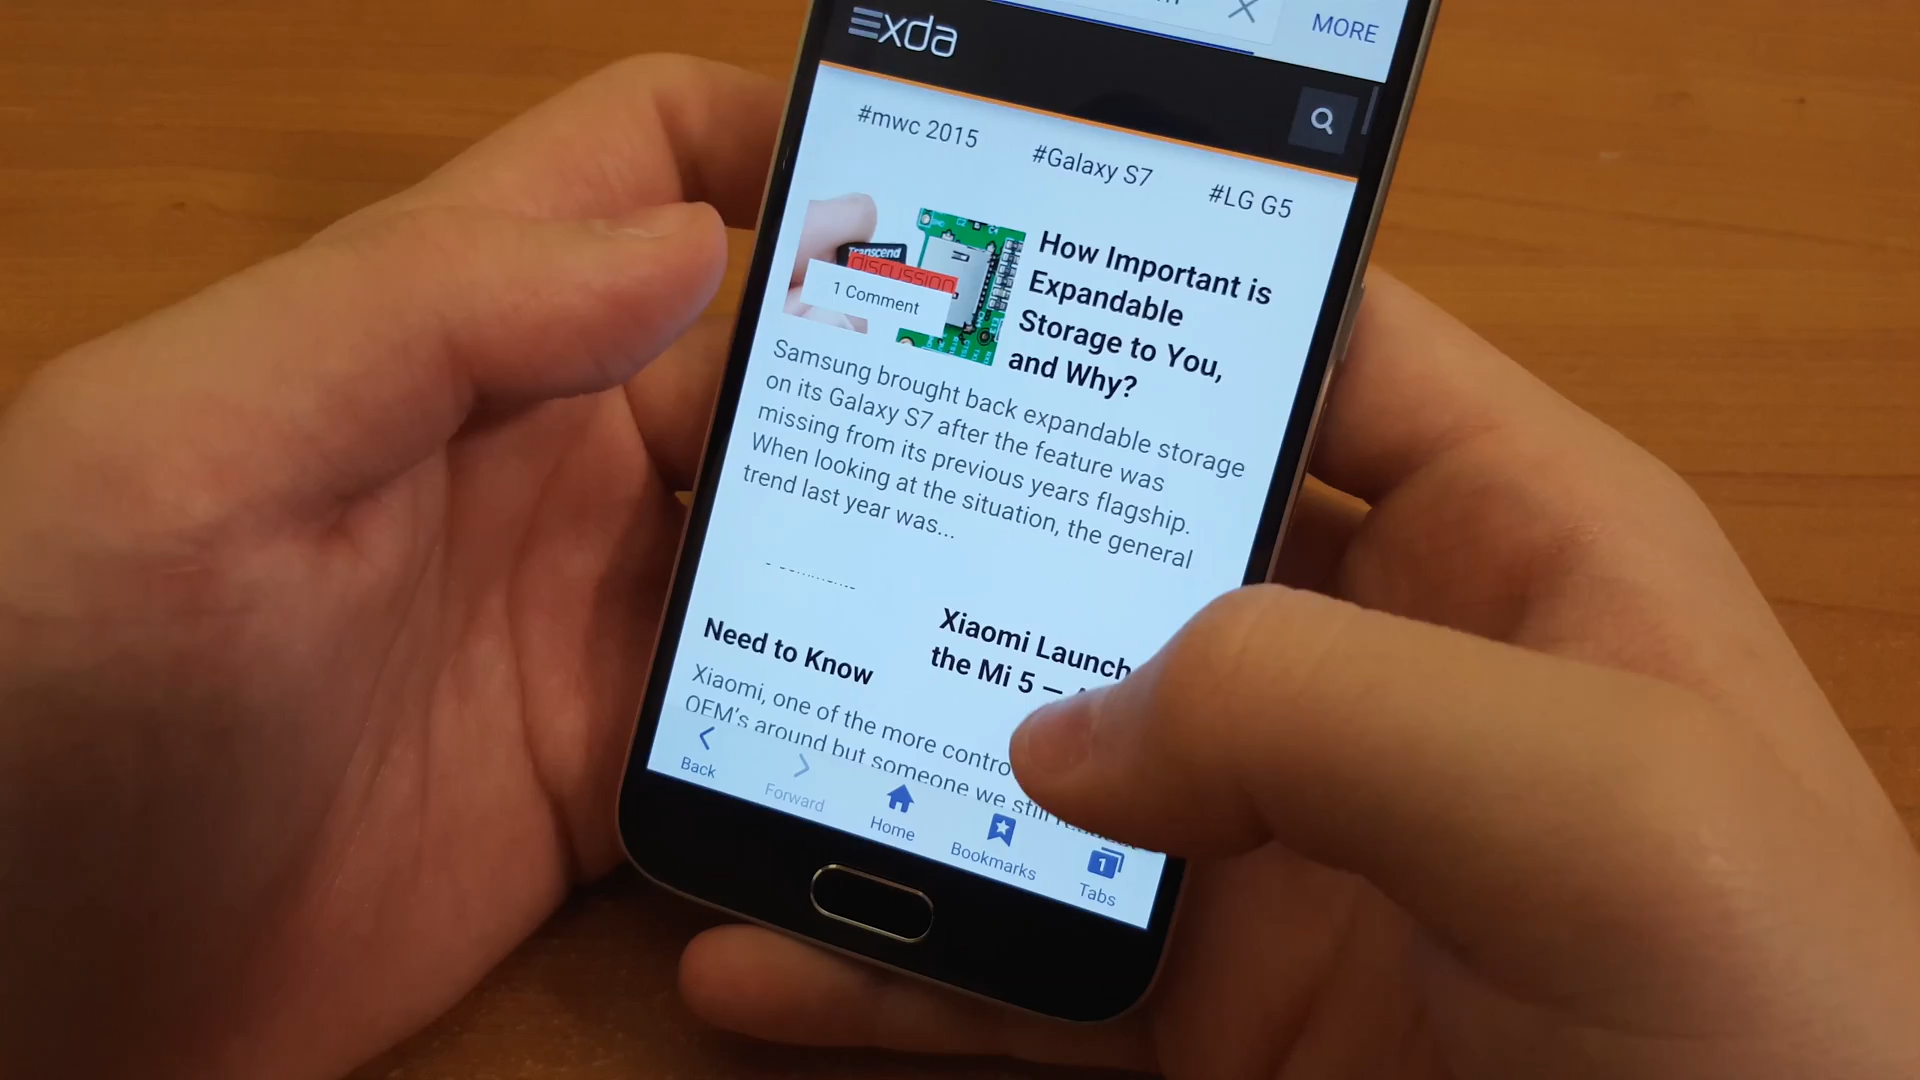 MORE
xda
#mwc 2015
#Galaxy S7
#LG G5
Transcend
discussion
1 Comment
How Important is
Expandable
Storage to You,
and Why?
Samsung brought back expandable storage
on its Galaxy S7 after the feature was
missing from its previous years flagship.
When looking at the situation, the general
trend last year was...
Xiaomi Launch
the Mi 5 –
Need to Know
Xiaomi, one of the more contro
OEM's around but someone we still
Back
Forward
Home
Bookmarks
1
Tabs